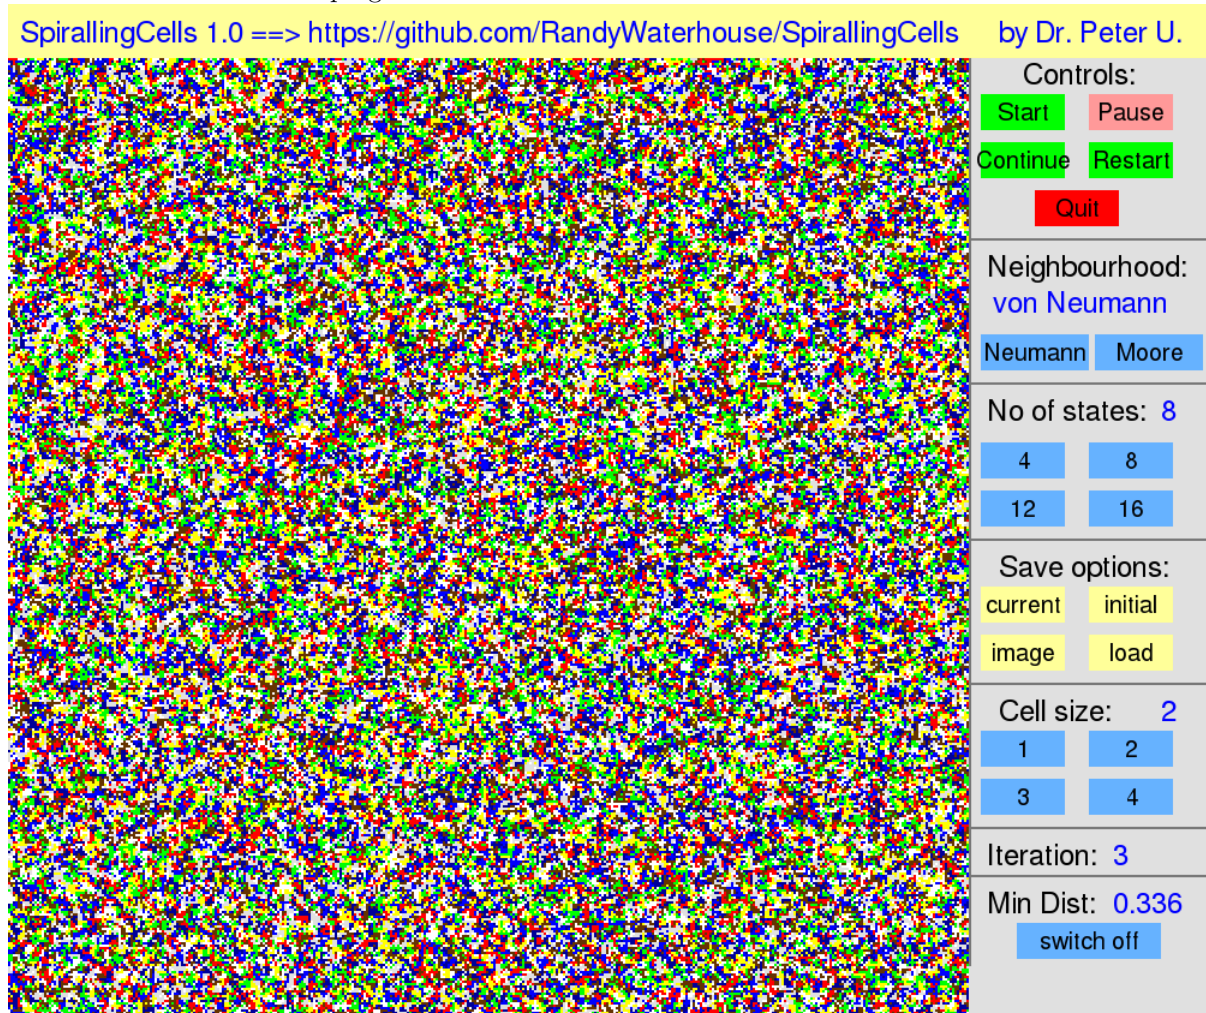 SpirallingCells 1.0 ==> https://github.com/RandyWaterhouse/SpirallingCells by Dr. Peter U.
Controls:
Start Pause
Continue Restart
Quit
Neighbourhood:
von Neumann
Neumann Moore
No of states: 8
4 8
12 16
Save options:
current initial
image load
Cell size: 2
1 2
3 4
Iteration: 3
Min Dist: 0.336
switch off